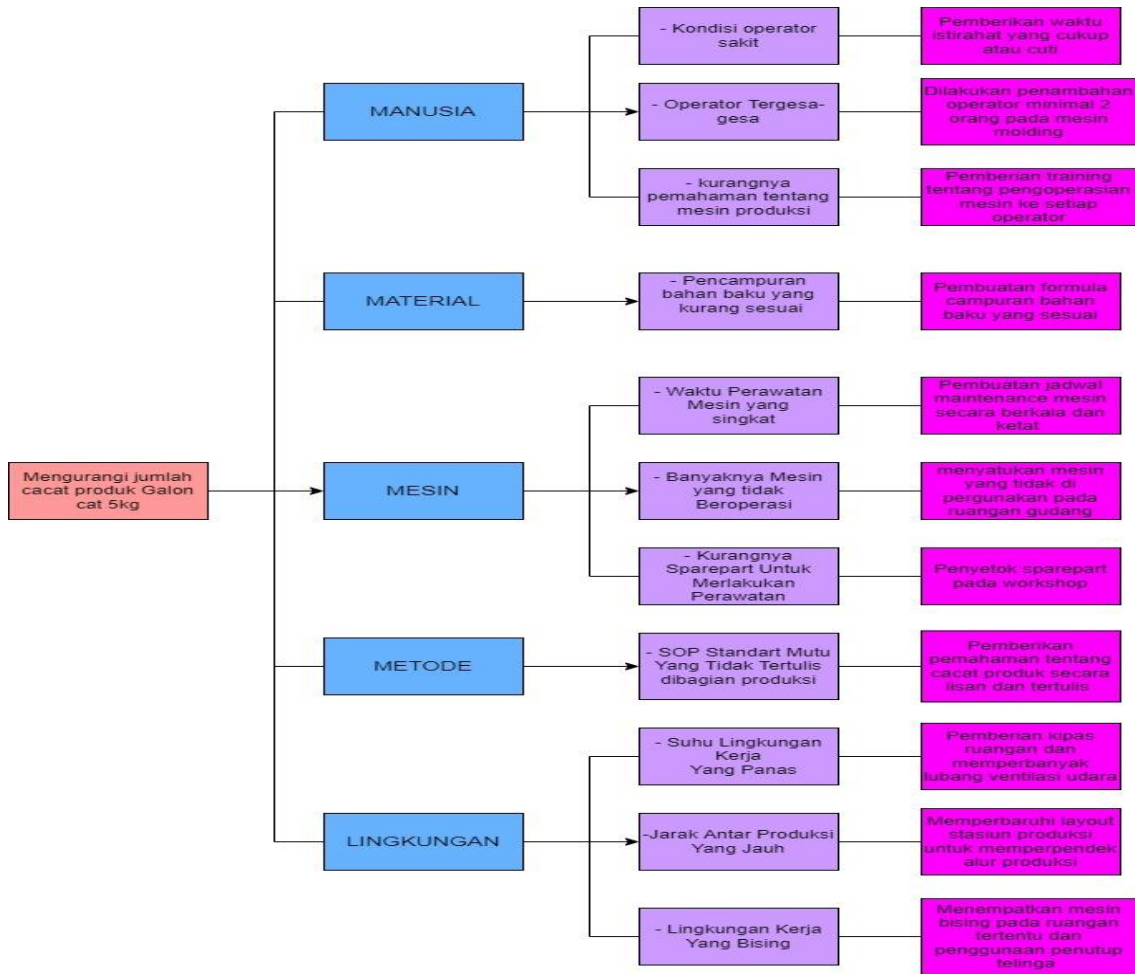 Mengurangi jumlah
cacat produk Galon
cat 5kg
MANUSIA
- Kondisi operator
sakit
Pemberikan waktu
istirahat yang cukup
atau cuti
- Operator Tergesa-
gesa
Dilakukan penambahan
operator minimal 2
orang pada mesin
molding
- kurangnya
pemahaman tentang
mesin produksi
Pemberian training
tentang pengoperasian
mesin ke setiap
operator
MATERIAL
- Pencampuran
bahan baku yang
kurang sesuai
Pembuatan formula
campuran bahan
baku yang sesuai
MESIN
- Waktu Perawatan
Mesin yang
singkat
Pembuatan jadwal
maintenance mesin
secara berkala dan
ketat
- Banyaknya Mesin
yang tidak
Beroperasi
menyatukan mesin
yang tidak di
pergunakan pada
ruangan gudang
- Kurangnya
Sparepart Untuk
Merlakukan
Perawatan
Penyetok sparepart
pada workshop
METODE
- SOP Standart Mutu
Yang Tidak Tertulis
dibagian produksi
Pemberikan
pemahaman tentang
cacat produk secara
lisan dan tertulis
LINGKUNGAN
- Suhu Lingkungan
Kerja
Yang Panas
Pemberian kipas
ruangan dan
memperbanyak
lubang ventilasi udara
-Jarak Antar Produksi
Yang Jauh
Memperbaruhi layout
stasiun produksi
untuk memperpendek
alur produksi
- Lingkungan Kerja
Yang Bising
Menempatkan mesin
bising pada ruangan
tertentu dan
penggunaan penutup
telinga